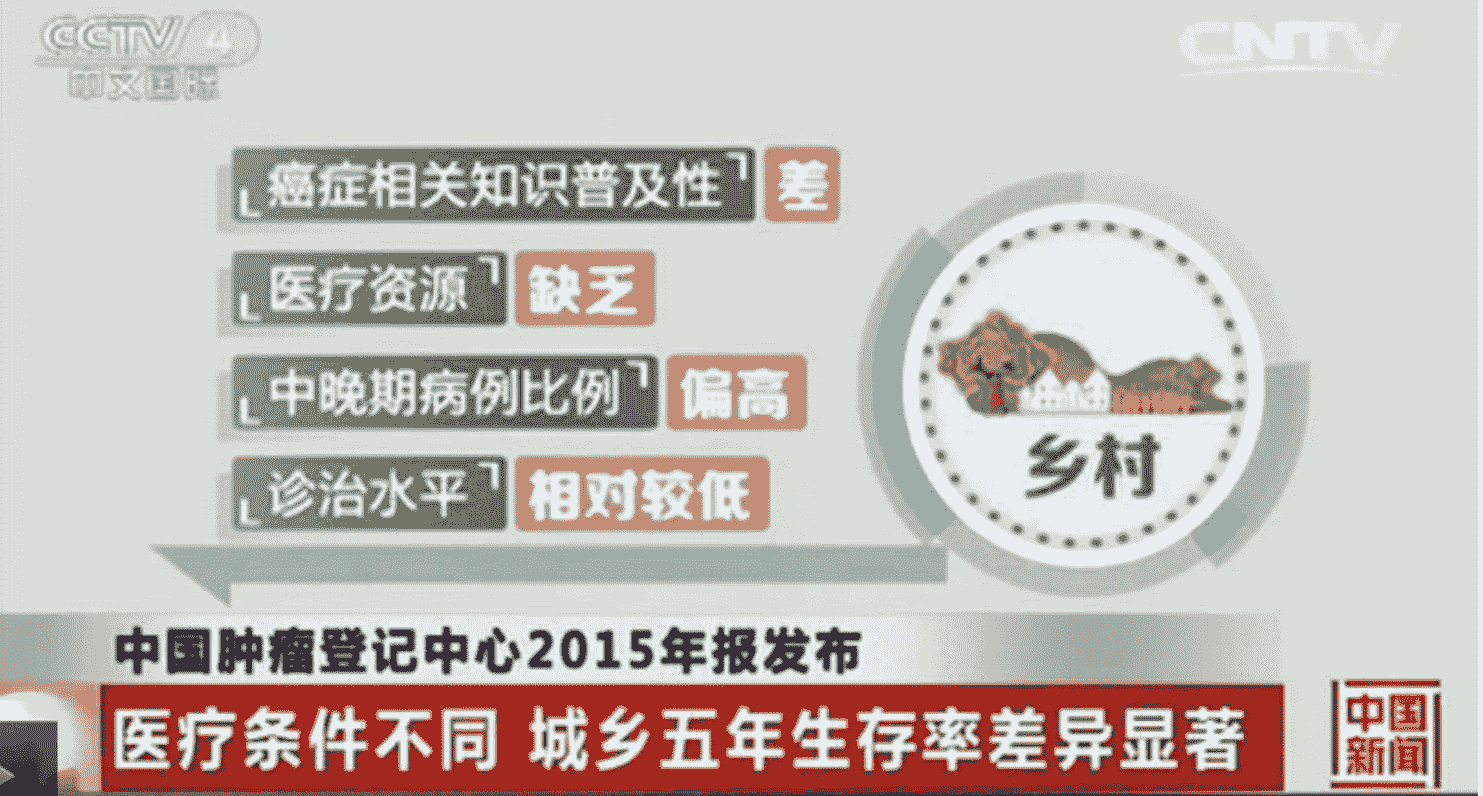 CCTV 4
中文国际
CNTV
癌症相关知识普及性 差
医疗资源 缺乏
中晚期病例比例 偏高
诊治水平 相对较低
乡村
中国肿瘤登记中心2015年报发布
医疗条件不同 城乡五年生存率差异显著
中国
新闻